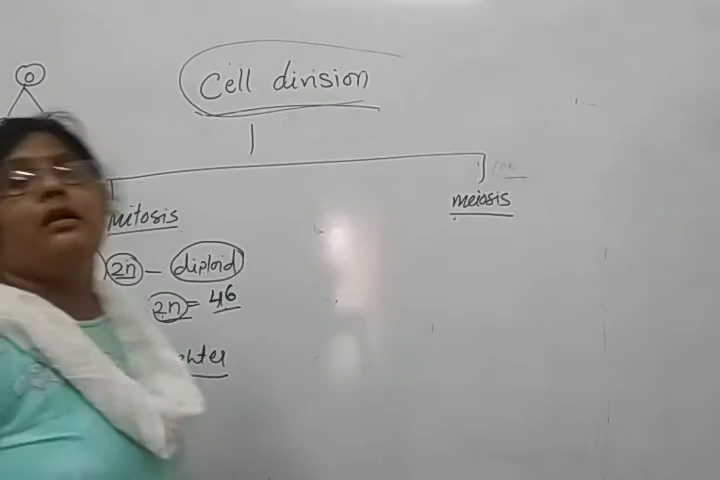 Cell division
mitosis
meiosis
2n - diploid
2n = 46